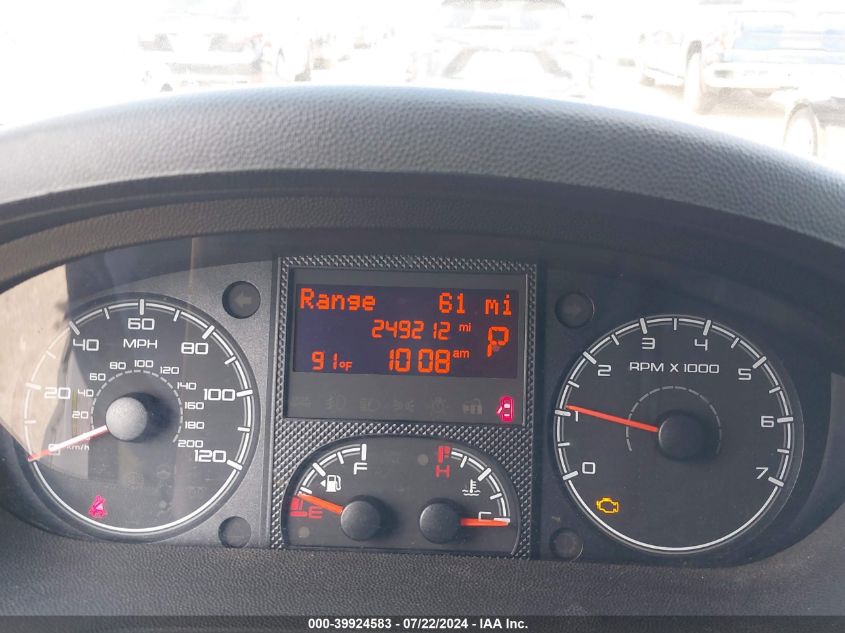 Range 61 mi
249212 mi
P
91°F 10:08 am
0 20 40 60 80 100 120
MPH
20 40 60 80 100 120 140 160 180 200
km/h
F
E
H
C
0 1 2 3 4 5 6 7
RPM X 1000
000-39924583 - 07/22/2024 - IAA Inc.